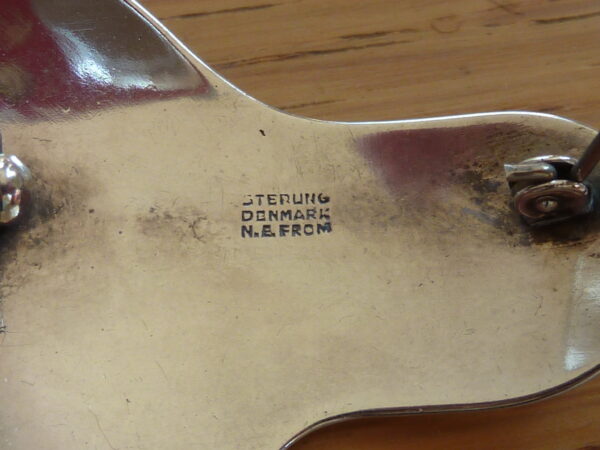 STERLING
DENMARK
N.E. FROM